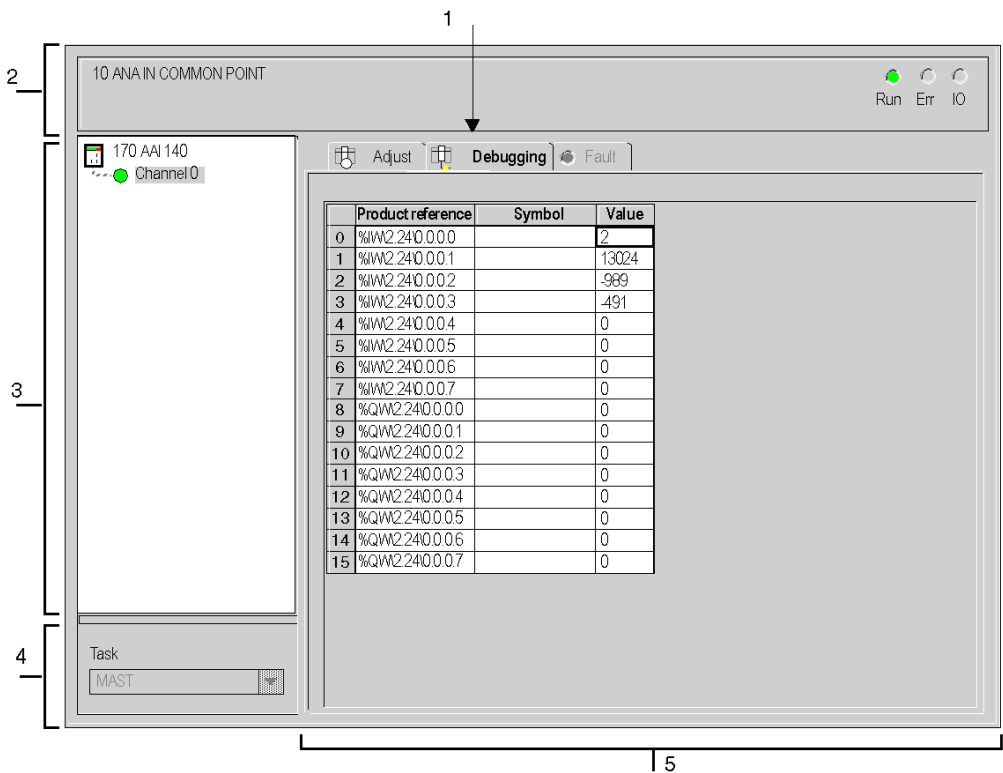 1
2
10 ANA IN COMMON POINT
Run Err IO
3
170 AAI 140
Channel 0
Adjust Debugging Fault
Product reference Symbol Value
0 %IW\2.24\0.0.0.0 2
1 %IW\2.24\0.0.0.1 13024
2 %IW\2.24\0.0.0.2 -989
3 %IW\2.24\0.0.0.3 -491
4 %IW\2.24\0.0.0.4 0
5 %IW\2.24\0.0.0.5 0
6 %IW\2.24\0.0.0.6 0
7 %IW\2.24\0.0.0.7 0
8 %QW\2.24\0.0.0.0 0
9 %QW\2.24\0.0.0.1 0
10 %QW\2.24\0.0.0.2 0
11 %QW\2.24\0.0.0.3 0
12 %QW\2.24\0.0.0.4 0
13 %QW\2.24\0.0.0.5 0
14 %QW\2.24\0.0.0.6 0
15 %QW\2.24\0.0.0.7 0
4
Task
MAST
5